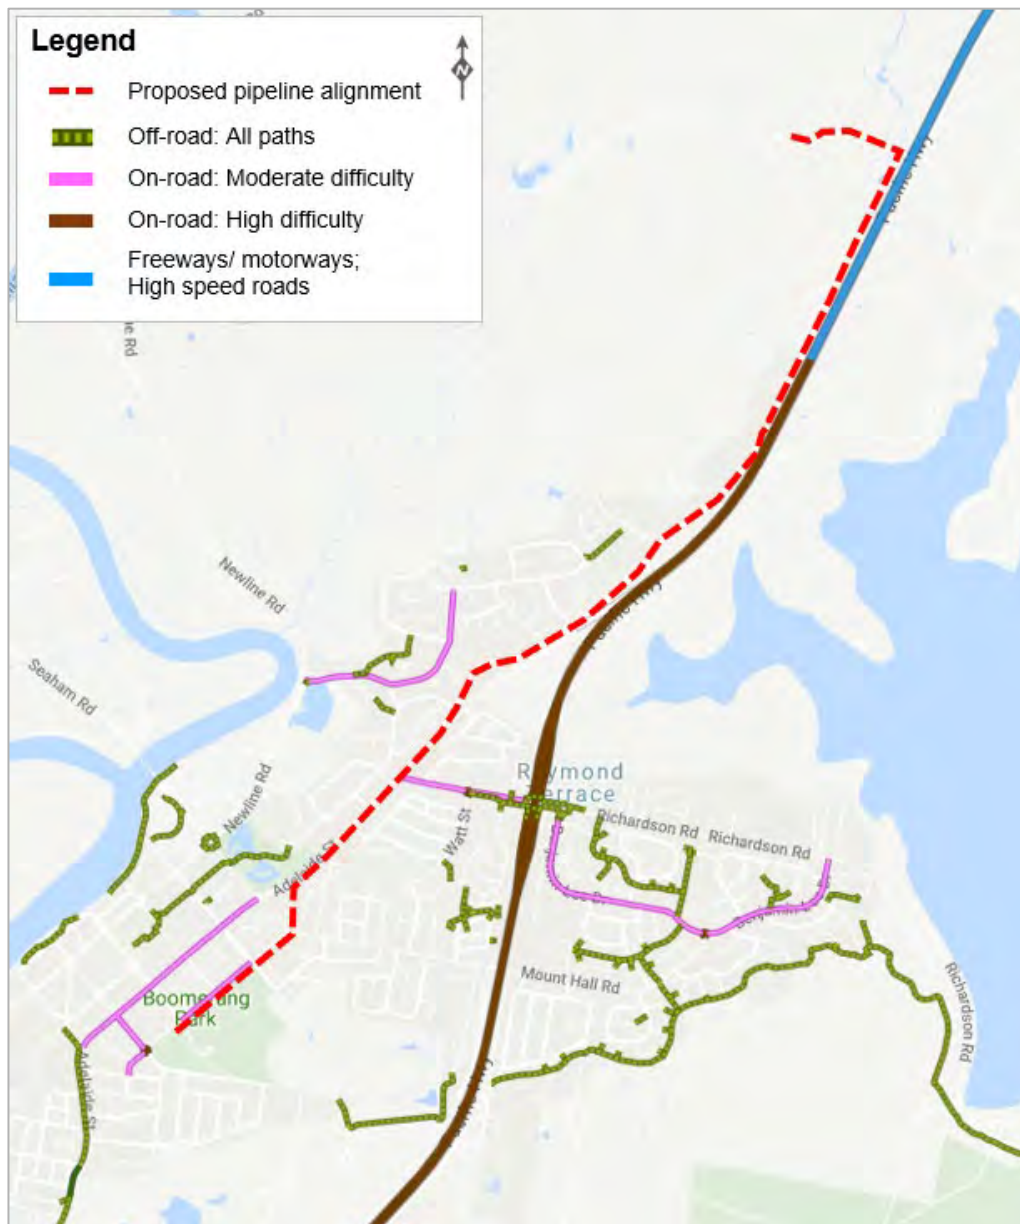 Legend
N
Proposed pipeline alignment
Off-road: All paths
On-road: Moderate difficulty
On-road: High difficulty
Freeways/ motorways;
High speed roads
Rd
Newline Rd
Seaham Rd
Newline Rd
Adelaide St
Watt St
Raymond
Terrace
Richardson Rd
Richardson Rd
Mount Hall Rd
Boomerang
Park
Adelaide St
Richardson Rd